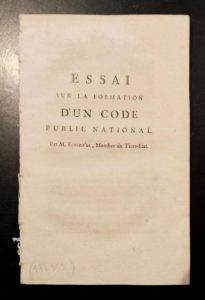 ESSAI
SUR LA FORMATION
D'UN CODE
PUBLIC NATIONAL.
Par M. , Membre du Tiers-État.